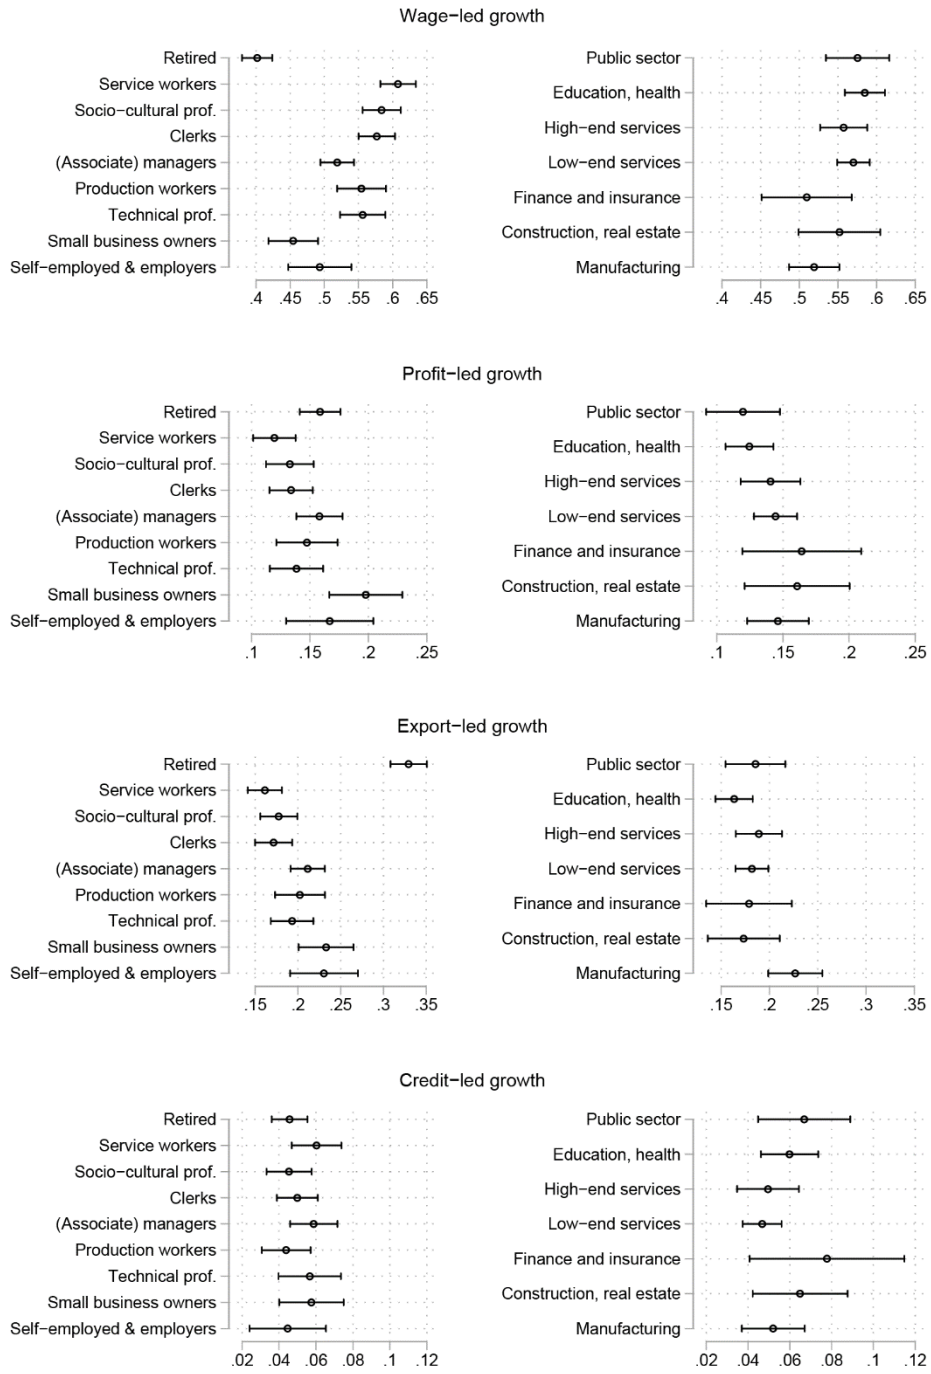 Wage-led growth
Retired
Service workers
Socio-cultural prof.
Clerks
(Associate) managers
Production workers
Technical prof.
Small business owners
Self-employed & employers
.4 .45 .5 .55 .6 .65
Public sector
Education, health
High-end services
Low-end services
Finance and insurance
Construction, real estate
Manufacturing
.4 .45 .5 .55 .6 .65
Profit-led growth
Retired
Service workers
Socio-cultural prof.
Clerks
(Associate) managers
Production workers
Technical prof.
Small business owners
Self-employed & employers
.1 .15 .2 .25
Public sector
Education, health
High-end services
Low-end services
Finance and insurance
Construction, real estate
Manufacturing
.1 .15 .2 .25
Export-led growth
Retired
Service workers
Socio-cultural prof.
Clerks
(Associate) managers
Production workers
Technical prof.
Small business owners
Self-employed & employers
.15 .2 .25 .3 .35
Public sector
Education, health
High-end services
Low-end services
Finance and insurance
Construction, real estate
Manufacturing
.15 .2 .25 .3 .35
Credit-led growth
Retired
Service workers
Socio-cultural prof.
Clerks
(Associate) managers
Production workers
Technical prof.
Small business owners
Self-employed & employers
.02 .04 .06 .08 .1 .12
Public sector
Education, health
High-end services
Low-end services
Finance and insurance
Construction, real estate
Manufacturing
.02 .04 .06 .08 .1 .12